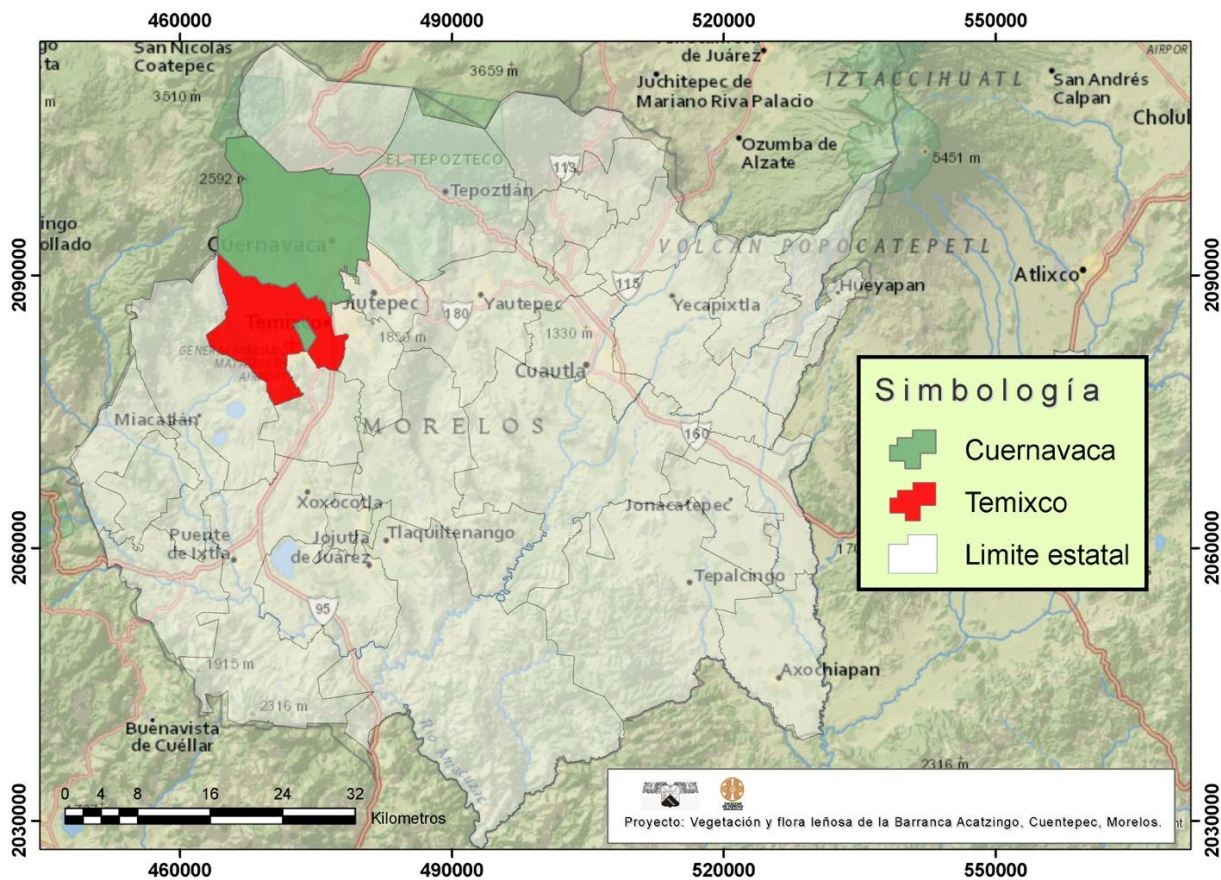 460000
490000
520000
550000
San Nicolás
Coatepec
3510 m
3659 m
de Juárez
Juchitepec de
Mariano Riva Palacio
IZTACCIHUATL
San Andrés
Calpan
Cholul
AIRPOR
Ozumba de
Alzate
5451 m
2592
EL TEPOZTECO
Tepoztlán
113
ingo
ollado
Cuernavaca
VOLCÁN POPOCATEPETL
2090000
2090000
Atlixco
Jiutepec
Yautepec
180
115
Yecapixtla
Hueyapan
Temixco
1850 m
1330 m
Cuautla
Miacatlán
MORELOS
160
Simbología
Cuernavaca
Temixco
Limite estatal
Xoxocotla
Jonacatepec
Puente
de Ixtla
Jojutla
de Juárez
Tlaquiltenango
Tepalcingo
2060000
2060000
95
1915 m
2316 m
Axochiapan
Buenavista
de Cuéllar
2316 m
0 4 8 16 24 32
Kilometros
Proyecto: Vegetación y flora leñosa de la Barranca Acatzingo, Cuentepec, Morelos.
2030000
2030000
460000
490000
520000
550000